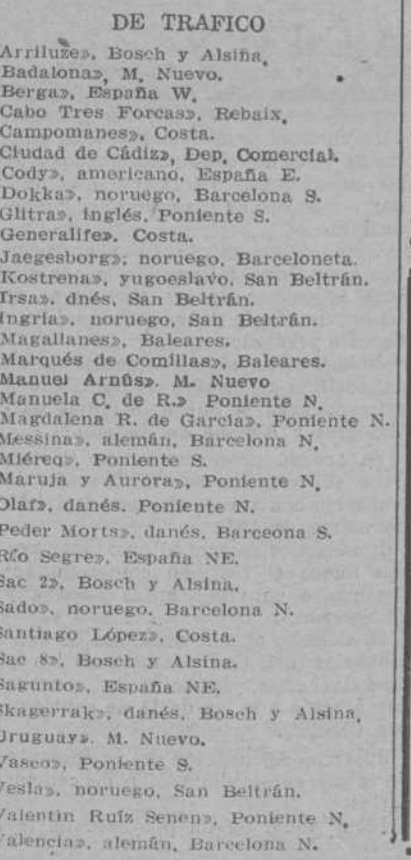 DE TRAFICO
Arriluze», Bosch y Alsiña.
Badalona», M. Nuevo.
Berga», España W.
Cabo Tres Forcas», Rebaix.
Campomanes», Costa.
Ciudad de Cádiz», Dep. Comercial.
Cody», americano, España E.
Dokka», noruego, Barcelona S.
Glitra», inglés, Poniente S.
Generalife», Costa.
Jaegesborg»; noruego, Barceloneta.
Kostrena», yugoeslavo, San Beltrán.
Irsa», dnés, San Beltrán.
Ingria», noruego, San Beltrán.
Magallanes», Baleares.
Marqués de Comillas», Baleares.
Manuel Arnús». M. Nuevo
Manuela C. de R.» Poniente N.
Magdalena R. de García», Poniente N.
Messina», alemán, Barcelona N.
Miéreq», Poniente S.
Maruja y Aurora», Poniente N.
Olaf», danés. Poniente N.
Peder Morts», danés. Barceona S.
Río Segre», España NE.
Sac 2», Bosch y Alsina.
Sado», noruego. Barcelona N.
Santiago López», Costa.
Sac 8», Bosch y Alsina.
Sagunto», España NE.
Skagerrak», danés, Bosch y Alsina.
Uruguay». M. Nuevo.
Vasco», Poniente S.
Vesla», noruego, San Beltrán.
Valentin Ruíz Senen», Poniente N.
Valencia», alemán, Barcelona N.